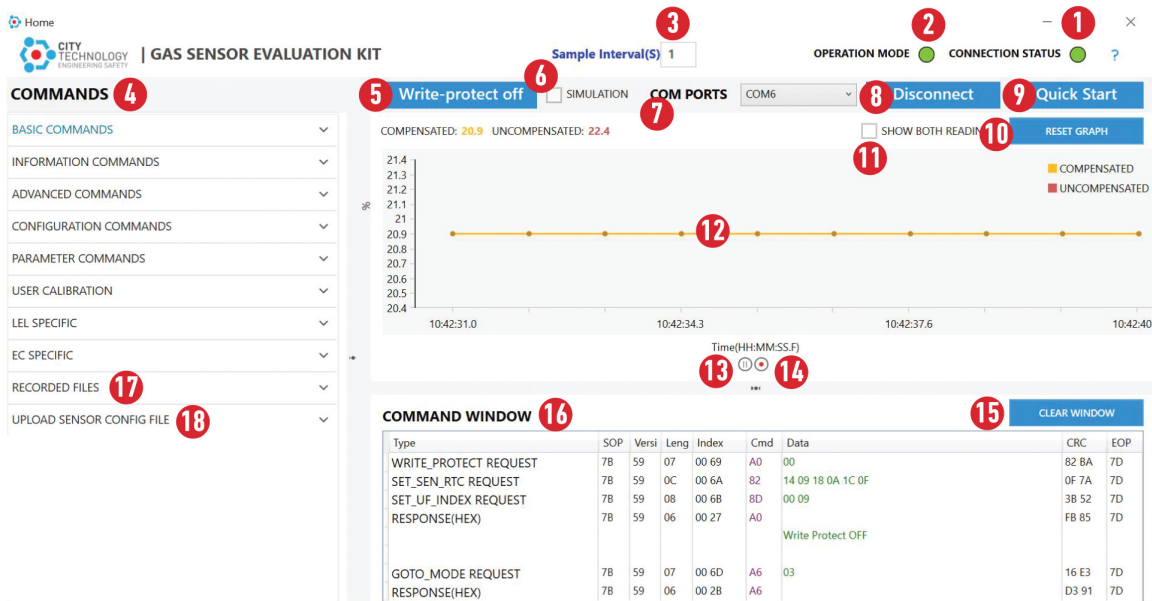 Home
3
2
1
CITY
TECHNOLOGY
ENGINEERING SAFETY
| GAS SENSOR EVALUATION KIT
Sample Interval(S) 1
OPERATION MODE
CONNECTION STATUS
?
COMMANDS 4
5 Write-protect off
6 SIMULATION
COM PORTS COM6
7
8 Disconnect
9 Quick Start
BASIC COMMANDS
INFORMATION COMMANDS
ADVANCED COMMANDS
CONFIGURATION COMMANDS
PARAMETER COMMANDS
USER CALIBRATION
LEL SPECIFIC
EC SPECIFIC
RECORDED FILES 17
UPLOAD SENSOR CONFIG FILE 18
COMPENSATED: 20.9 UNCOMPENSATED: 22.4
SHOW BOTH READIN
10 RESET GRAPH
11
COMPENSATED
UNCOMPENSATED
%
21.4
21.3
21.2
21.1
21
20.9
20.8
20.7
20.6
20.5
20.4
12
10:42:31.0 10:42:34.3 10:42:37.6 10:42:40
Time(HH:MM:SS.F)
13 14
COMMAND WINDOW 16
15 CLEAR WINDOW
Type SOP Versi Leng Index Cmd Data CRC EOP
WRITE_PROTECT REQUEST 7B 59 07 00 69 A0 00 82 BA 7D
SET_SEN_RTC REQUEST 7B 59 0C 00 6A 82 14 09 18 0A 1C 0F 0F 7A 7D
SET_UF_INDEX REQUEST 7B 59 08 00 6B 8D 00 09 3B 52 7D
RESPONSE(HEX) 7B 59 06 00 27 A0 FB 85 7D
Write Protect OFF
GOTO_MODE REQUEST 7B 59 07 00 6D A6 03 16 E3 7D
RESPONSE(HEX) 7B 59 06 00 2B A6 D3 91 7D